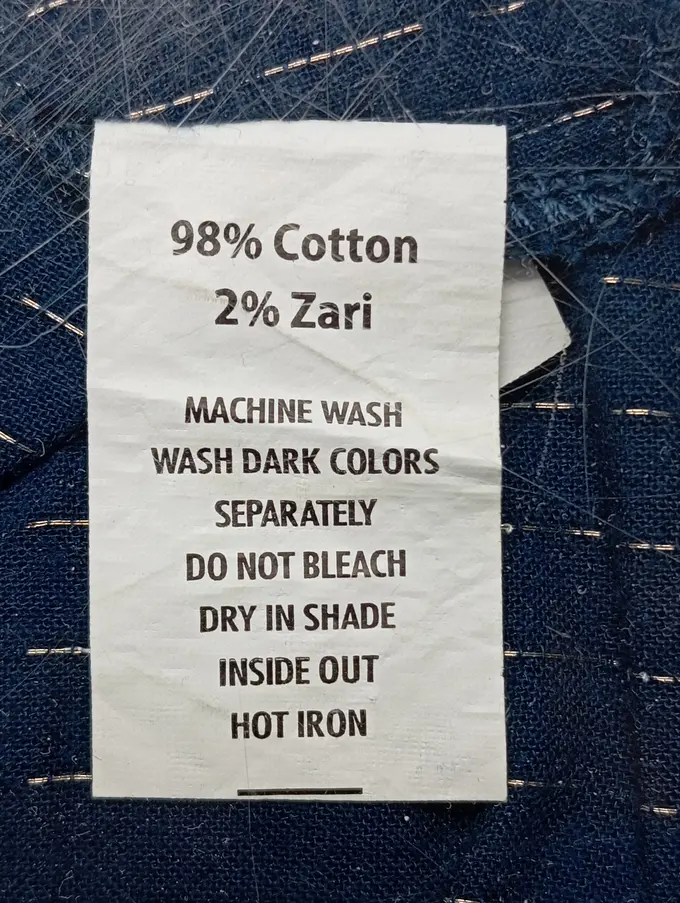 98% Cotton
2% Zari
MACHINE WASH
WASH DARK COLORS
SEPARATELY
DO NOT BLEACH
DRY IN SHADE
INSIDE OUT
HOT IRON